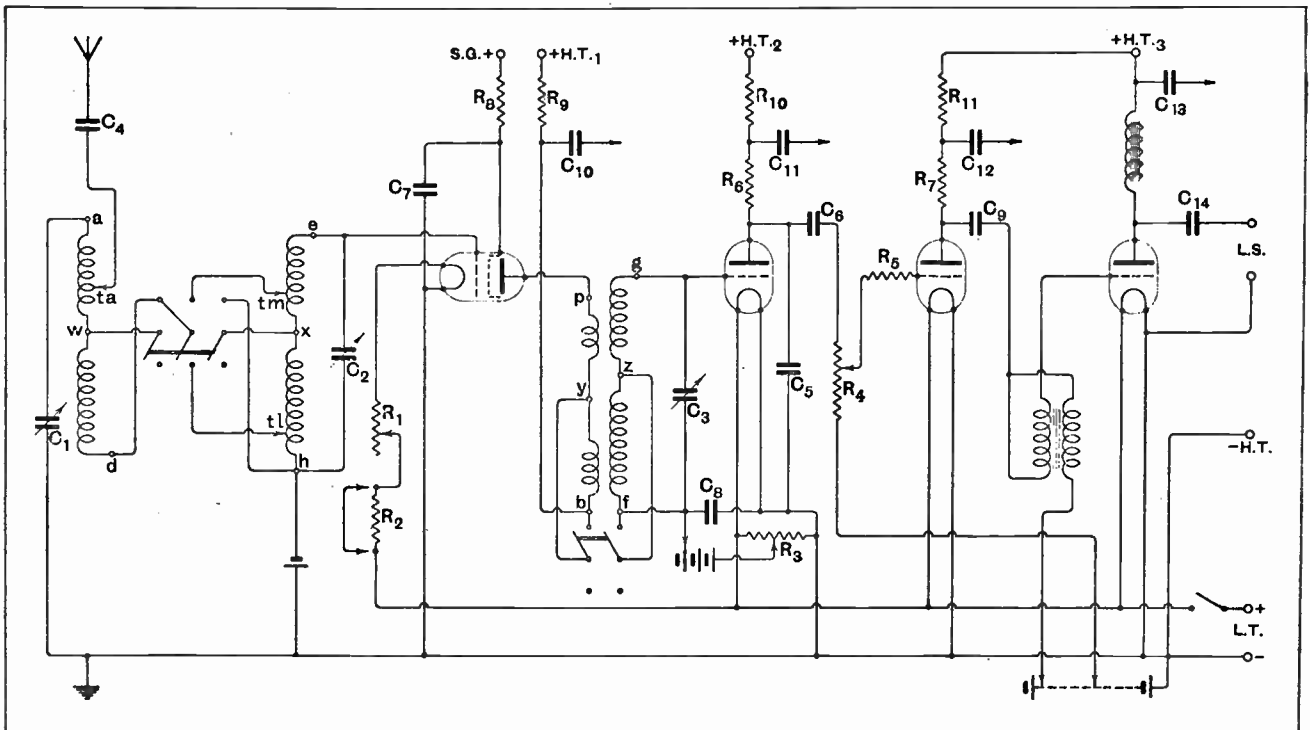 S.G.+
+H.T.1
+H.T.2
+H.T.3
R8
R9
R10
R11
C13
C4
C10
C11
C12
C7
R6
R7
C14
a
e
C6
C9
L.S.
ta
tm
R5
g
p
w
x
C2
z
y
C3
C5
R4
C1
R1
tl
-H.T.
d
h
R2
b
f
C8
R3
+
L.T.
-